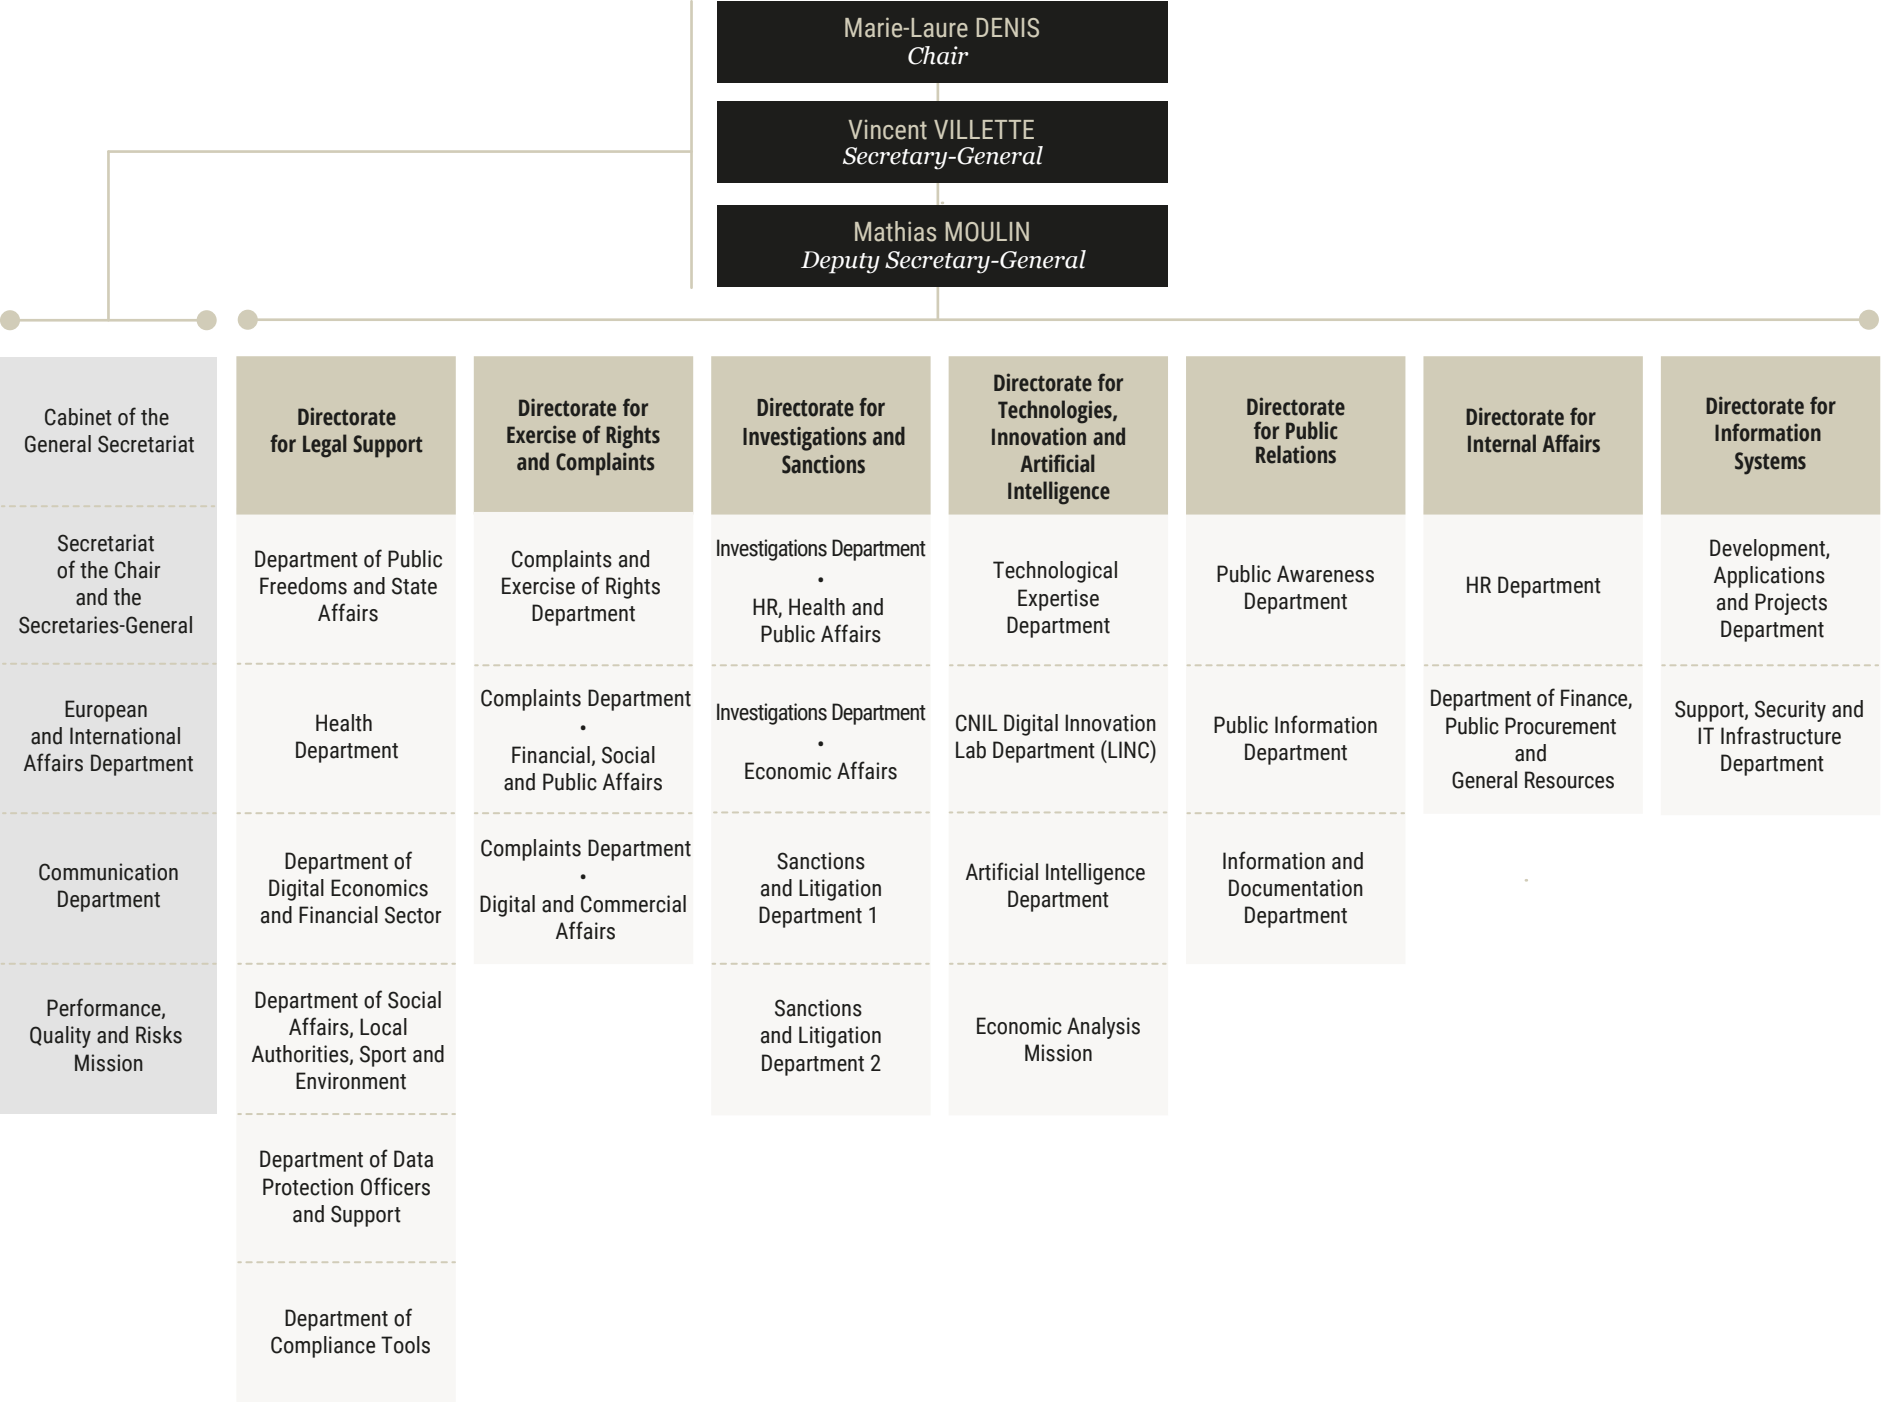 Marie-Laure DENIS
Chair
Vincent VILLETTE
Secretary-General
Mathias MOULIN
Deputy Secretary-General
Cabinet of the
General Secretariat
Secretariat
of the Chair
and the
Secretaries-General
European
and International
Affairs Department
Communication
Department
Performance,
Quality and Risks
Mission
Directorate
for Legal Support
Department of Public
Freedoms and State
Affairs
Health
Department
Department of
Digital Economics
and Financial Sector
Department of Social
Affairs, Local
Authorities, Sport and
Environment
Department of Data
Protection Officers
and Support
Department of
Compliance Tools
Directorate for
Exercise of Rights
and Complaints
Complaints and
Exercise of Rights
Department
Complaints Department
•
Financial, Social
and Public Affairs
Complaints Department
•
Digital and Commercial
Affairs
Directorate for
Investigations and
Sanctions
Investigations Department
•
HR, Health and
Public Affairs
Investigations Department
•
Economic Affairs
Sanctions
and Litigation
Department 1
Sanctions
and Litigation
Department 2
Directorate for
Technologies,
Innovation and
Artificial
Intelligence
Technological
Expertise
Department
CNIL Digital Innovation
Lab Department (LINC)
Artificial Intelligence
Department
Economic Analysis
Mission
Directorate
for Public
Relations
Public Awareness
Department
Public Information
Department
Information and
Documentation
Department
Directorate for
Internal Affairs
HR Department
Department of Finance,
Public Procurement
and
General Resources
Directorate for
Information
Systems
Development,
Applications
and Projects
Department
Support, Security and
IT Infrastructure
Department